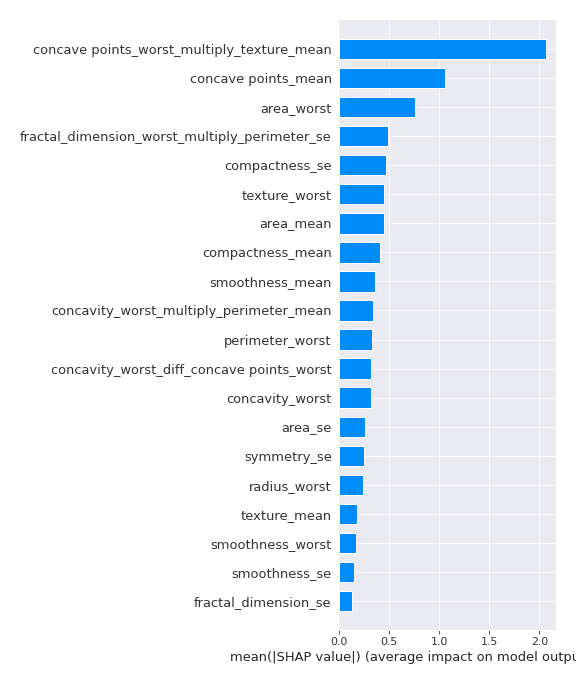 concave points_worst_multiply_texture_mean
concave points_mean
area_worst
fractal_dimension_worst_multiply_perimeter_se
compactness_se
texture_worst
area_mean
compactness_mean
smoothness_mean
concavity_worst_multiply_perimeter_mean
perimeter_worst
concavity_worst_diff_concave points_worst
concavity_worst
area_se
symmetry_se
radius_worst
texture_mean
smoothness_worst
smoothness_se
fractal_dimension_se
0.0 0.5 1.0 1.5 2.0
mean(|SHAP value|) (average impact on model outpu